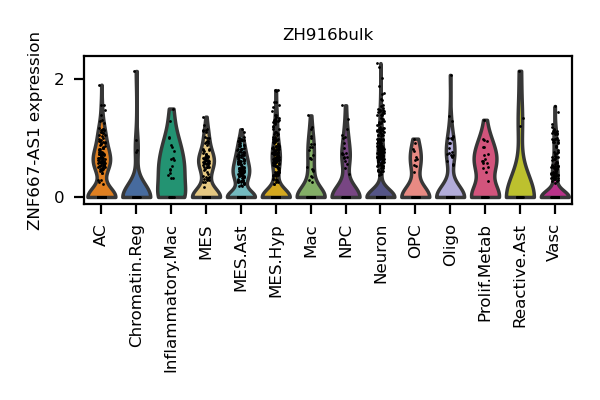 ZH916bulk
ZNF667-AS1 expression
2
0
AC
Chromatin.Reg
Inflammatory.Mac
MES
MES.Ast
MES.Hyp
Mac
NPC
Neuron
OPC
Oligo
Prolif.Metab
Reactive.Ast
Vasc